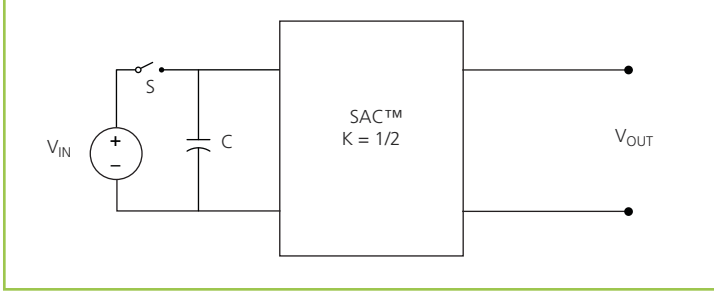 S
SAC™
K = 1/2
V_IN
+
–
C
V_OUT